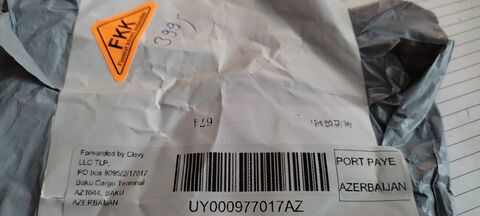 FKK
399,-
671
Forwarded by Clevy
LLC TLP,
PO box 8095/2/17017
Baku Cargo Terminal
AZ1044, BAKU
AZERBAIJAN
PORT PAYE
AZERBAIJAN
UY000977017AZ